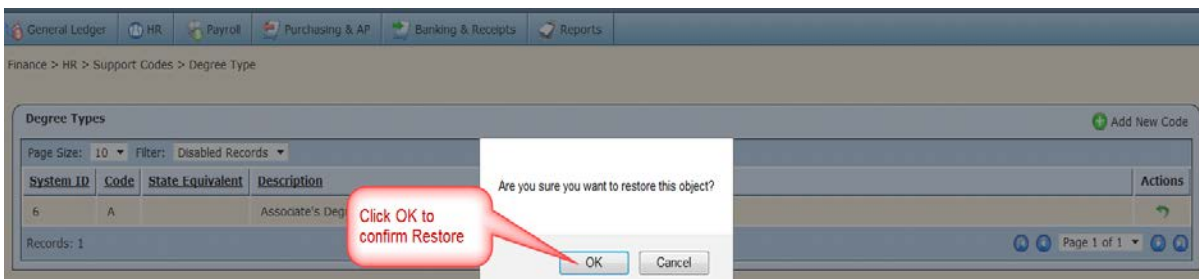 General Ledger HR Payroll Purchasing & AP Banking & Receipts Reports
Finance > HR > Support Codes > Degree Type
Degree Types Add New Code
Page Size: 10 Filter: Disabled Records
System ID Code State Equivalent Description Actions
6 A Associate's Deg
Records: 1 Page 1 of 1
Are you sure you want to restore this object?
OK Cancel
Click OK to
confirm Restore